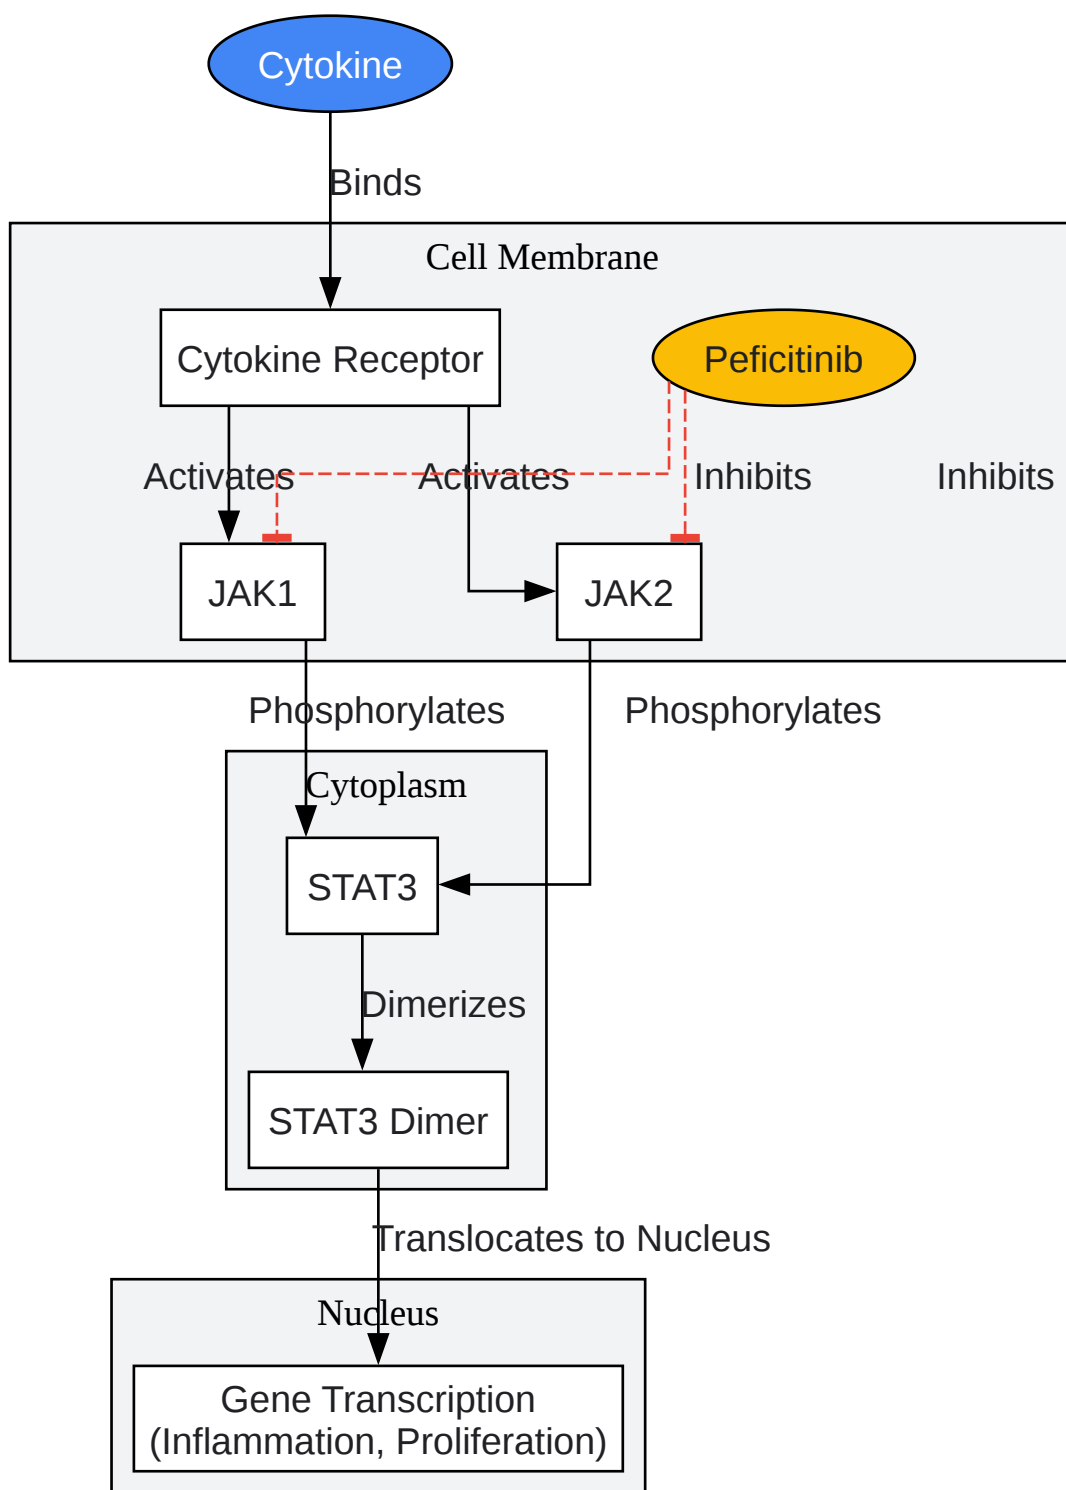 Cytokine
Binds
Cell Membrane
Cytokine Receptor
Peficitinib
Activates
Activates
Inhibits
Inhibits
JAK1
JAK2
Phosphorylates
Phosphorylates
Cytoplasm
STAT3
Dimerizes
STAT3 Dimer
Translocates to Nucleus
Nucleus
Gene Transcription
(Inflammation, Proliferation)